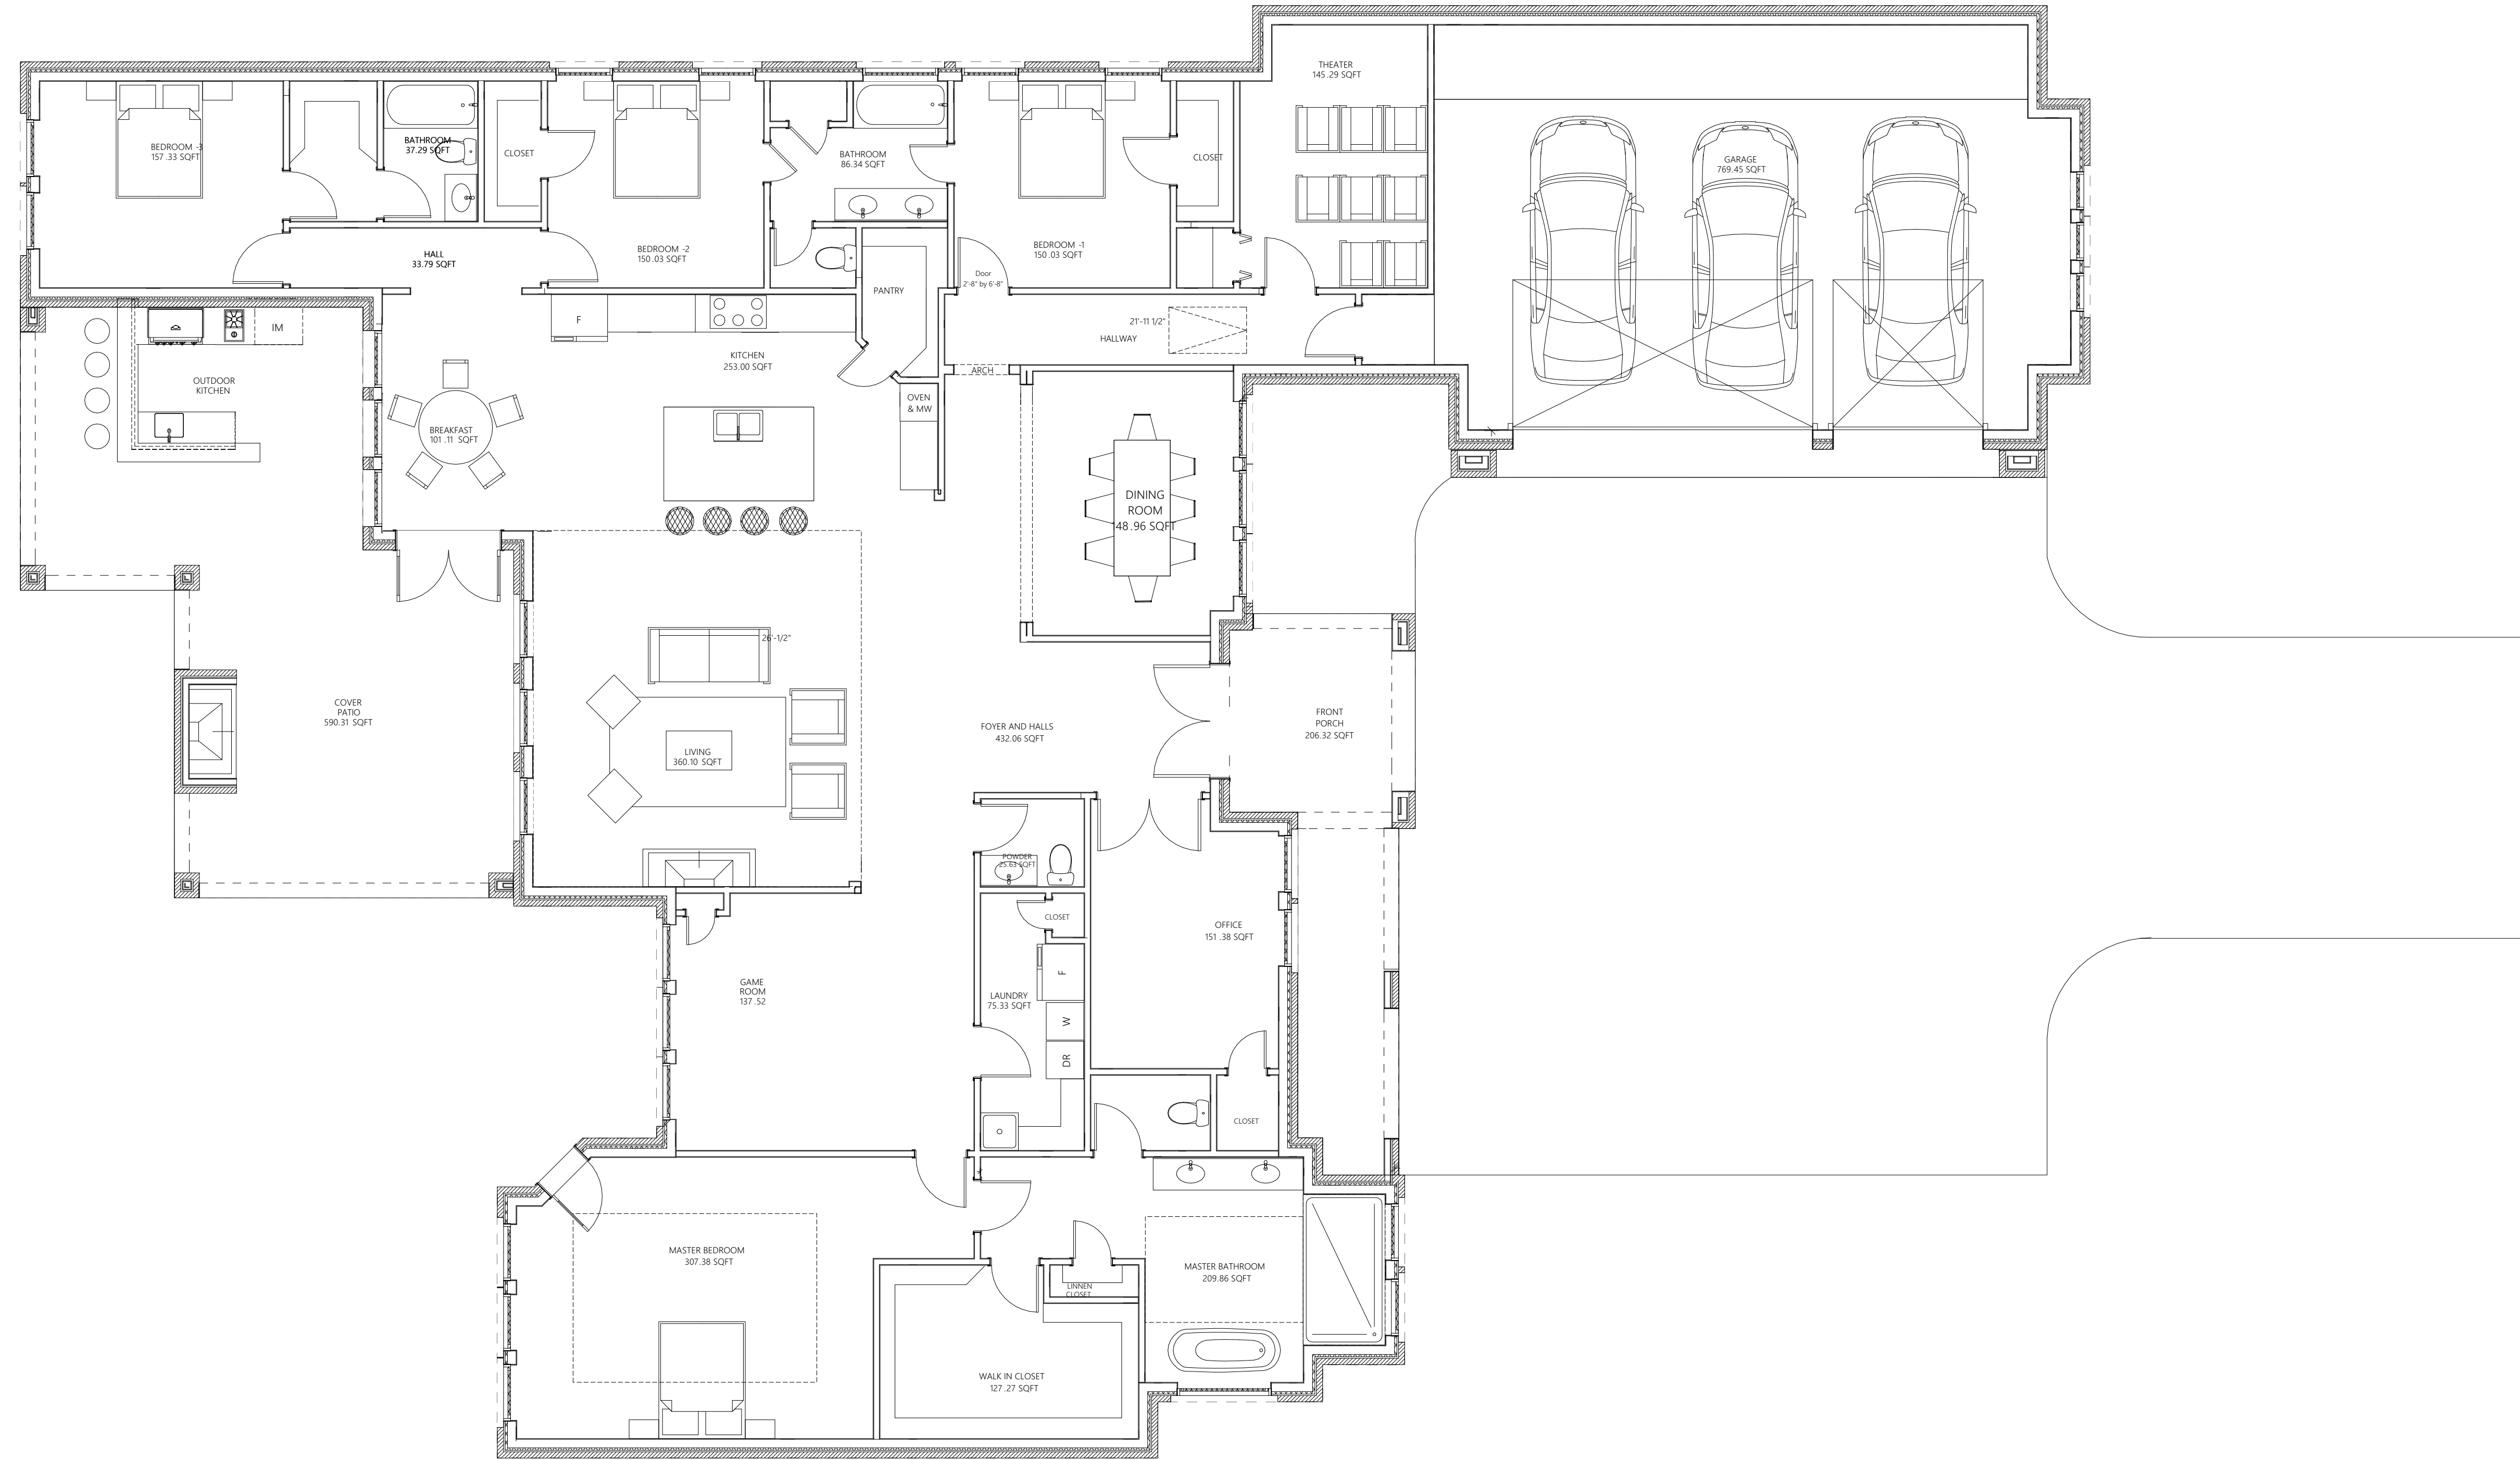 THEATER
145.29 SQFT
BEDROOM -3
157.33 SQFT
BATHROOM
37.29 SQFT
CLOSET
BATHROOM
86.34 SQFT
CLOSET
GARAGE
769.45 SQFT
HALL
33.79 SQFT
BEDROOM -2
150.03 SQFT
BEDROOM -1
150.03 SQFT
Door
2'-8" by 6'-8"
PANTRY
F
IM
21'-11 1/2"
HALLWAY
KITCHEN
253.00 SQFT
ARCH
OUTDOOR
KITCHEN
OVEN
& MW
BREAKFAST
101.11 SQFT
DINING
ROOM
48.96 SQFT
26'-1/2"
COVER
PATIO
590.31 SQFT
FOYER AND HALLS
432.06 SQFT
FRONT
PORCH
206.32 SQFT
LIVING
360.10 SQFT
POWDER
25.63 SQFT
CLOSET
OFFICE
151.38 SQFT
GAME
ROOM
137.52
F
LAUNDRY
75.33 SQFT
W
DR
CLOSET
MASTER BEDROOM
307.38 SQFT
MASTER BATHROOM
209.86 SQFT
LINNEN
CLOSET
WALK IN CLOSET
127.27 SQFT